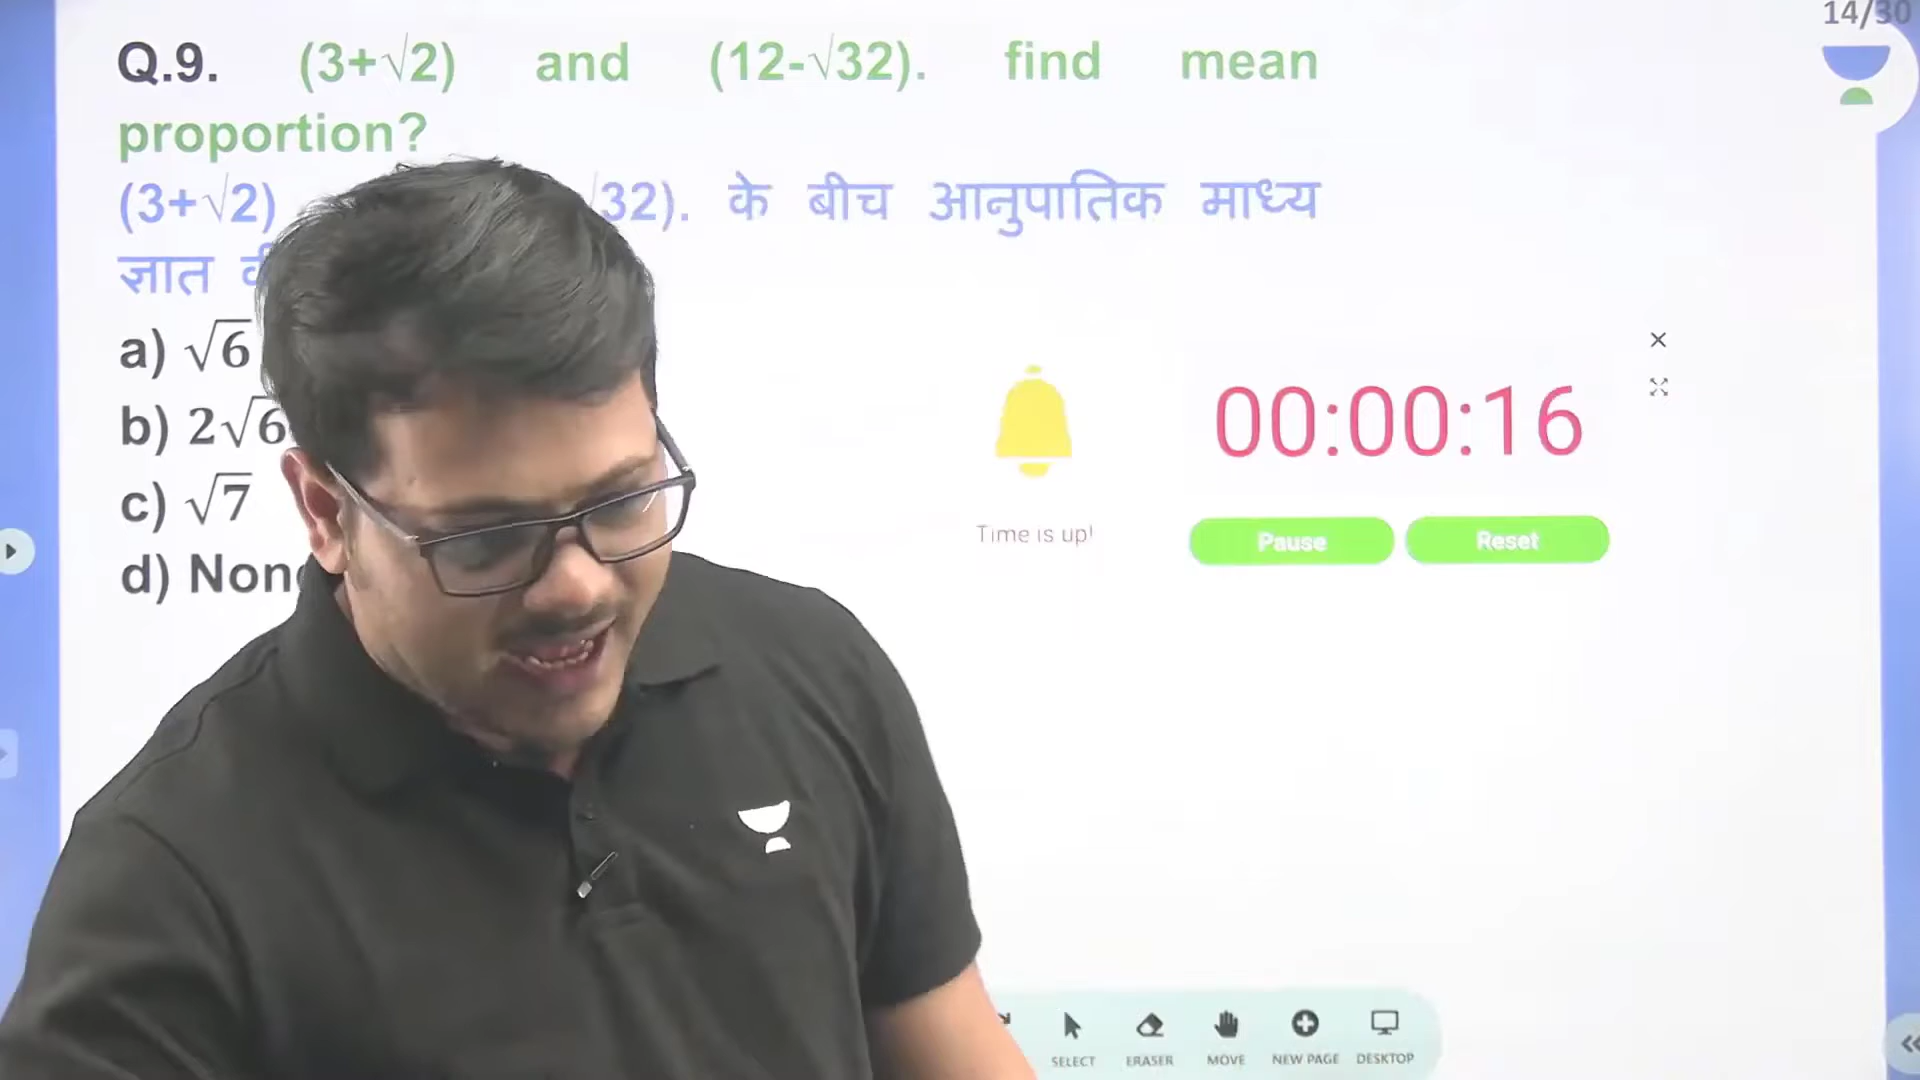 14/30
Q.9. (3+√2) and (12-√32). find mean
proportion?
(3+√2) √32). के बीच आनुपातिक माध्य
ज्ञात
a) √6
b) 2√6
c) √7
d)
00:00:16
Time is up!
Pause
Reset
SELECT ERASER MOVE NEW PAGE DESKTOP